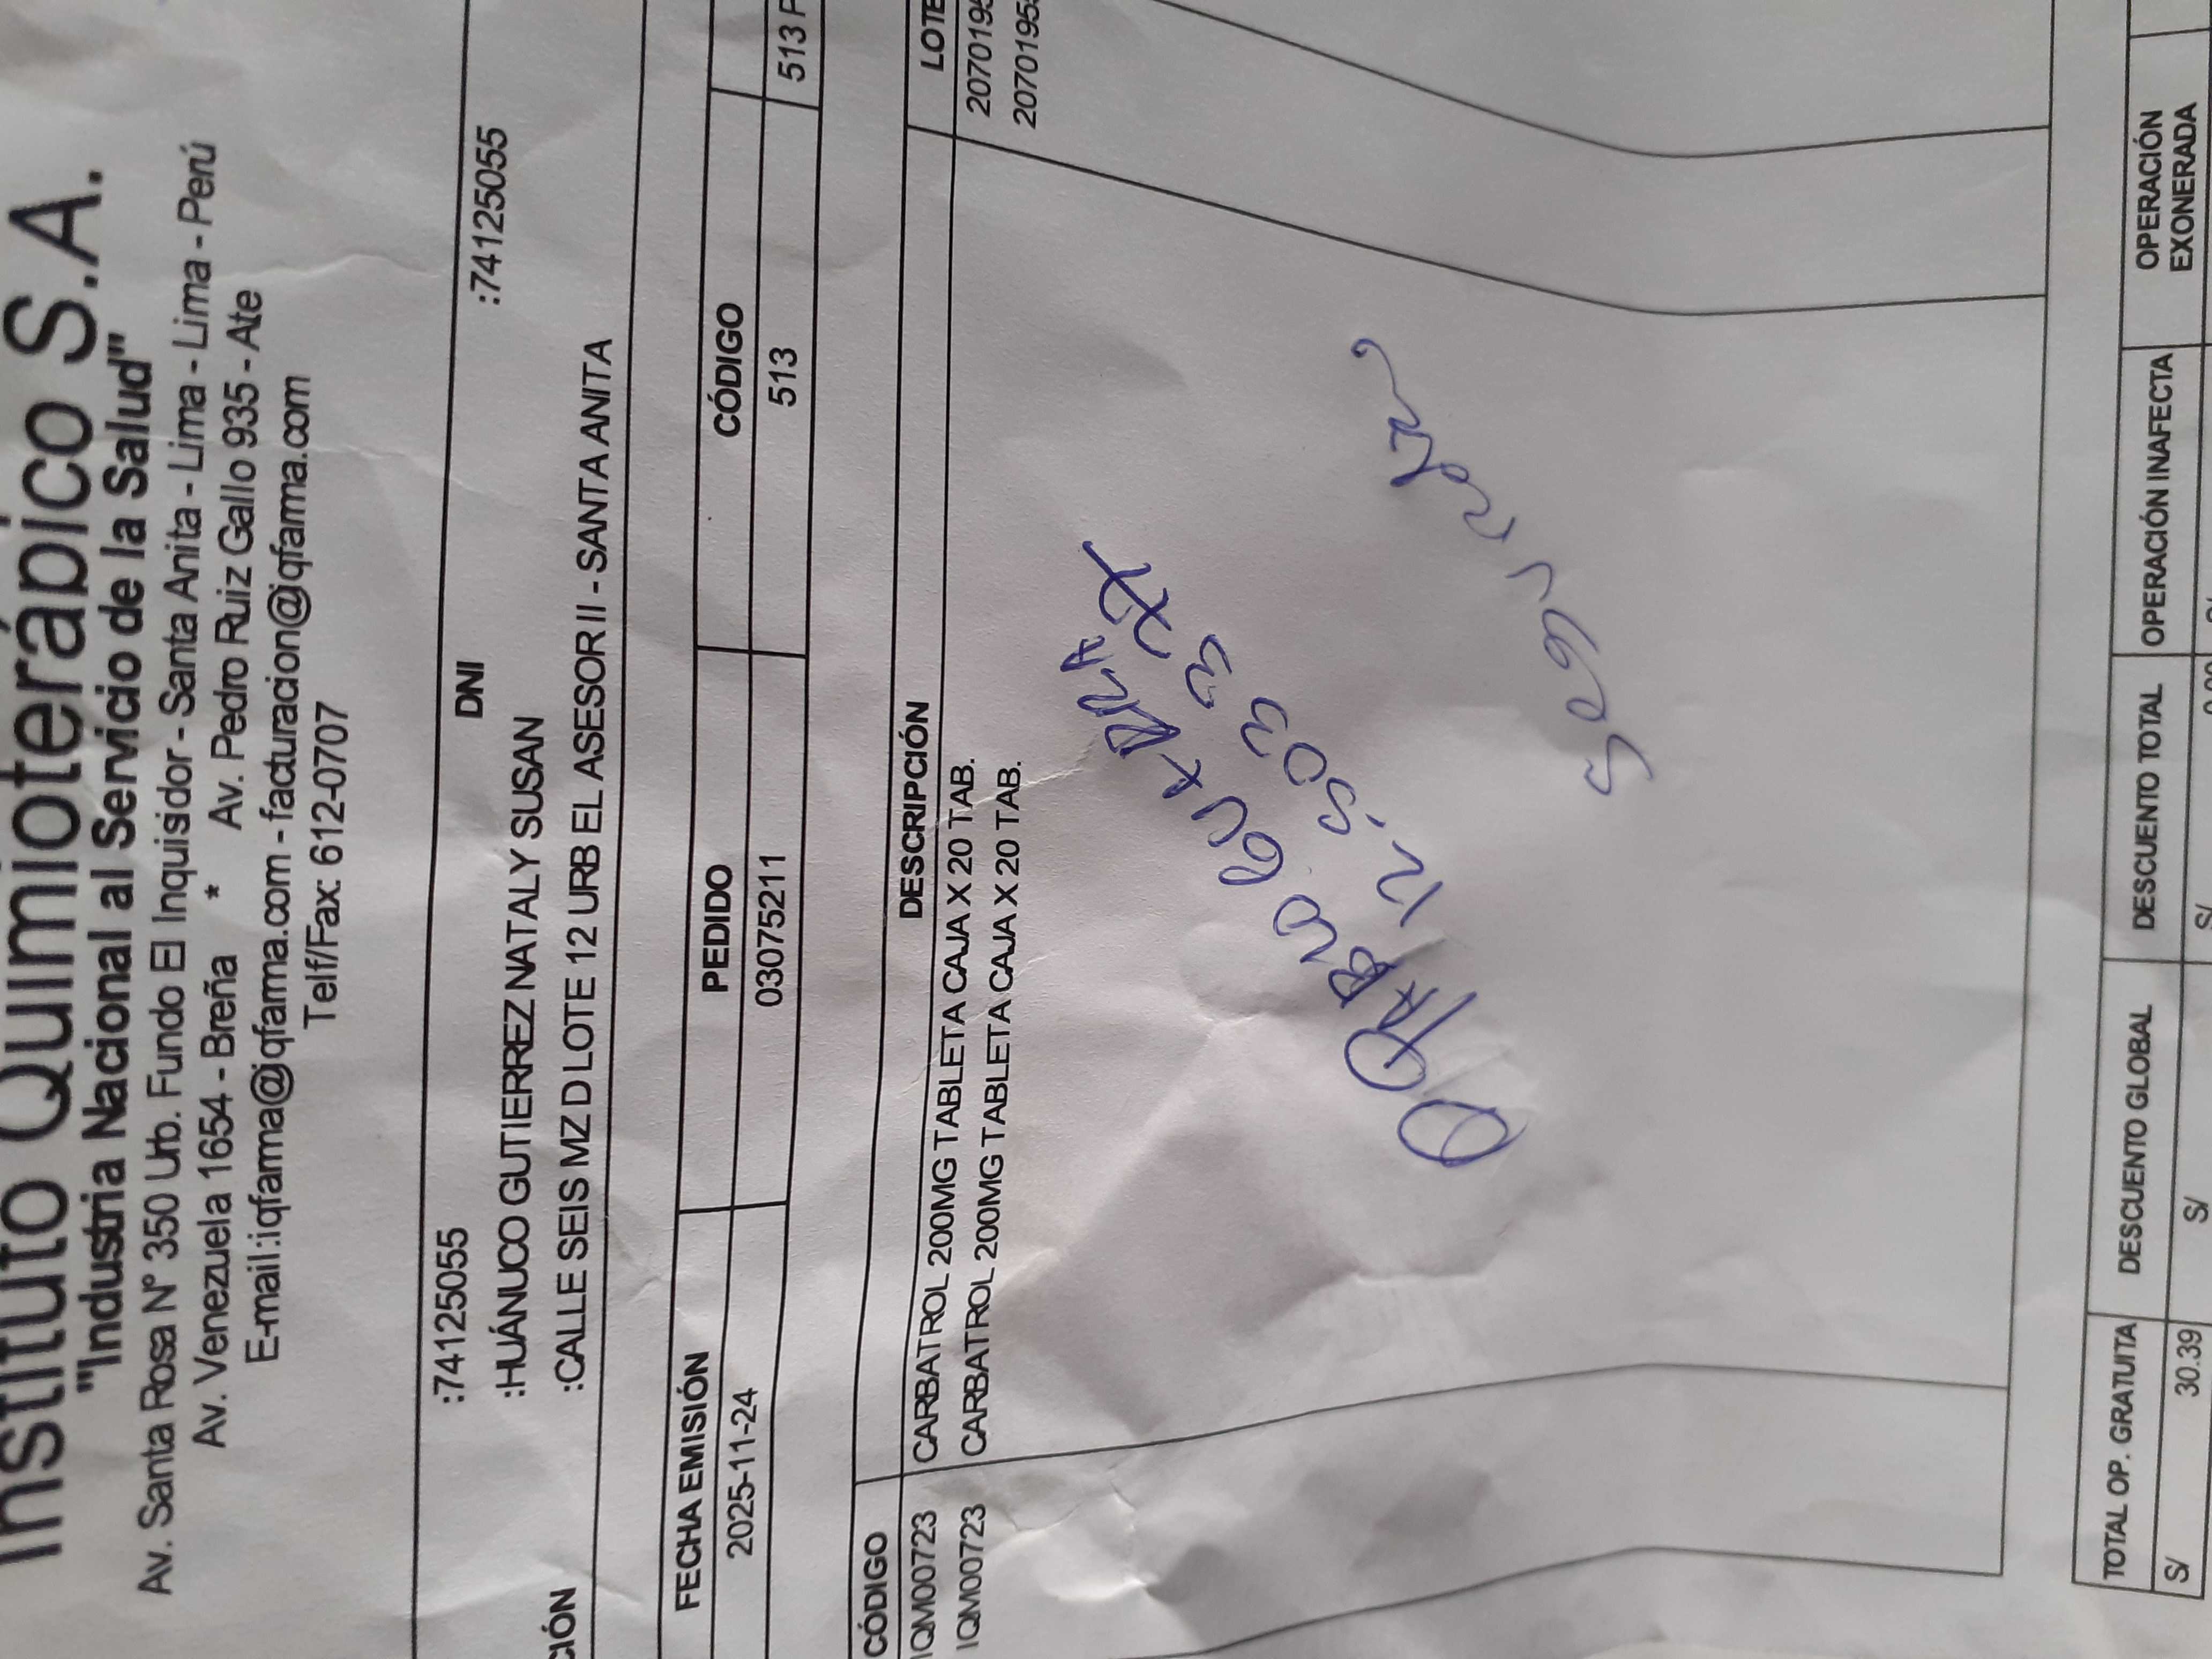 Instituto Quimioterápico S.A.
"Industria Nacional al Servicio de la Salud"
Av. Santa Rosa Nº 350 Urb. Fundo El Inquisidor - Santa Anita - Lima - Lima - Perú
Av. Venezuela 1654 - Breña * Av. Pedro Ruiz Gallo 935 - Ate
E-mail:iqfarma@iqfarma.com - facturacion@iqfarma.com
Telf/Fax: 612-0707
:74125055 DNI :74125055
:HUÁNUCO GUTIERREZ NATALY SUSAN
CIÓN :CALLE SEIS MZ D LOTE 12 URB EL ASESOR II - SANTA ANITA
FECHA EMISIÓN PEDIDO CÓDIGO
2025-11-24 03075211 513 513
CÓDIGO DESCRIPCIÓN LOTE
IQM00723 CARBATROL 200MG TABLETA CAJA X 20 TAB. 2070195
IQM00723 CARBATROL 200MG TABLETA CAJA X 20 TAB. 2070195
TOTAL OP. GRATUITA DESCUENTO GLOBAL DESCUENTO TOTAL OPERACIÓN INAFECTA OPERACIÓN EXONERADA
S/ 30.39 S/ S/